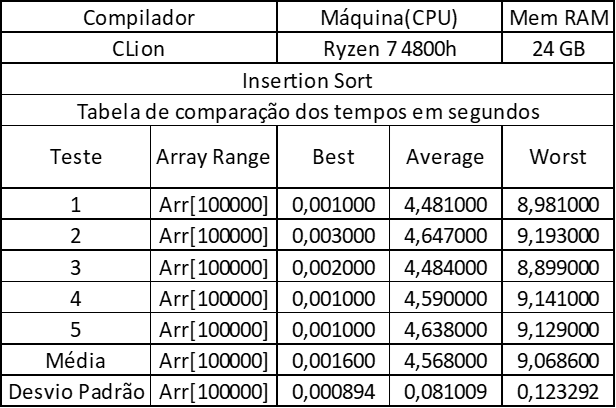 Compilador Máquina(CPU) Mem RAM
CLion Ryzen 7 4800h 24 GB
Insertion Sort
Tabela de comparação dos tempos em segundos
Teste Array Range Best Average Worst
1 Arr[100000] 0,001000 4,481000 8,981000
2 Arr[100000] 0,003000 4,647000 9,193000
3 Arr[100000] 0,002000 4,484000 8,899000
4 Arr[100000] 0,001000 4,590000 9,141000
5 Arr[100000] 0,001000 4,638000 9,129000
Média Arr[100000] 0,001600 4,568000 9,068600
Desvio Padrão Arr[100000] 0,000894 0,081009 0,123292